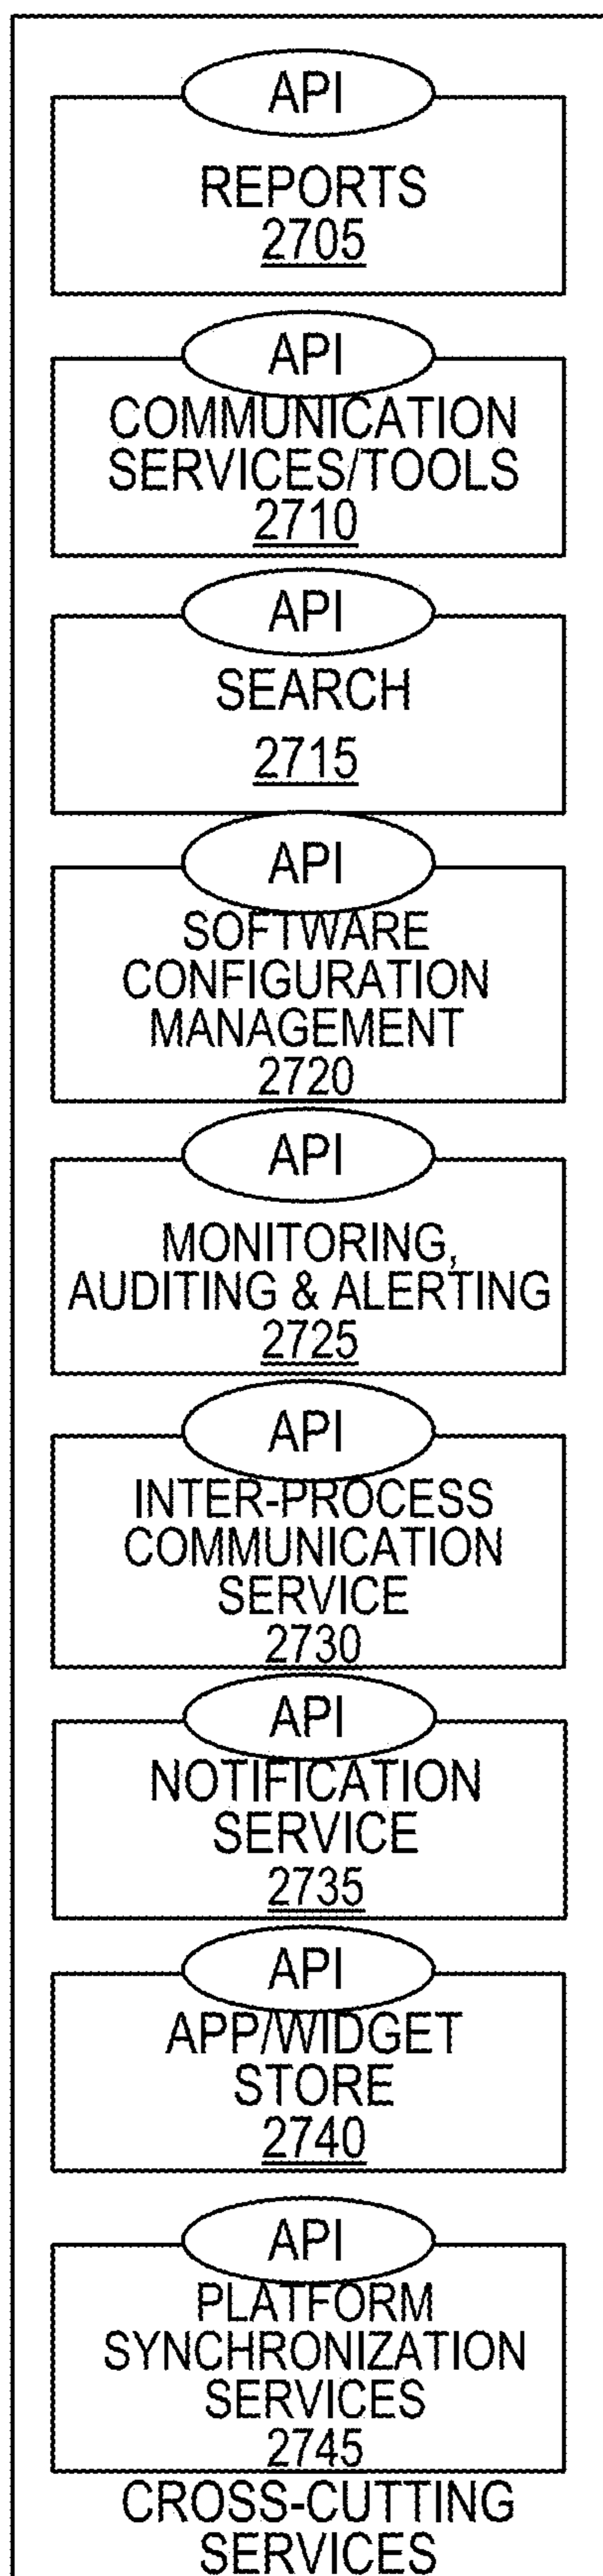 API
REPORTS
2705
API
COMMUNICATION
SERVICES/TOOLS
2710
API
SEARCH
2715
API
SOFTWARE
CONFIGURATION
MANAGEMENT
2720
API
MONITORING,
AUDITING & ALERTING
2725
API
INTER-PROCESS
COMMUNICATION
SERVICE
2730
API
NOTIFICATION
SERVICE
2735
API
APP/WIDGET
STORE
2740
API
PLATFORM
SYNCHRONIZATION
SERVICES
2745
CROSS-CUTTING
SERVICES